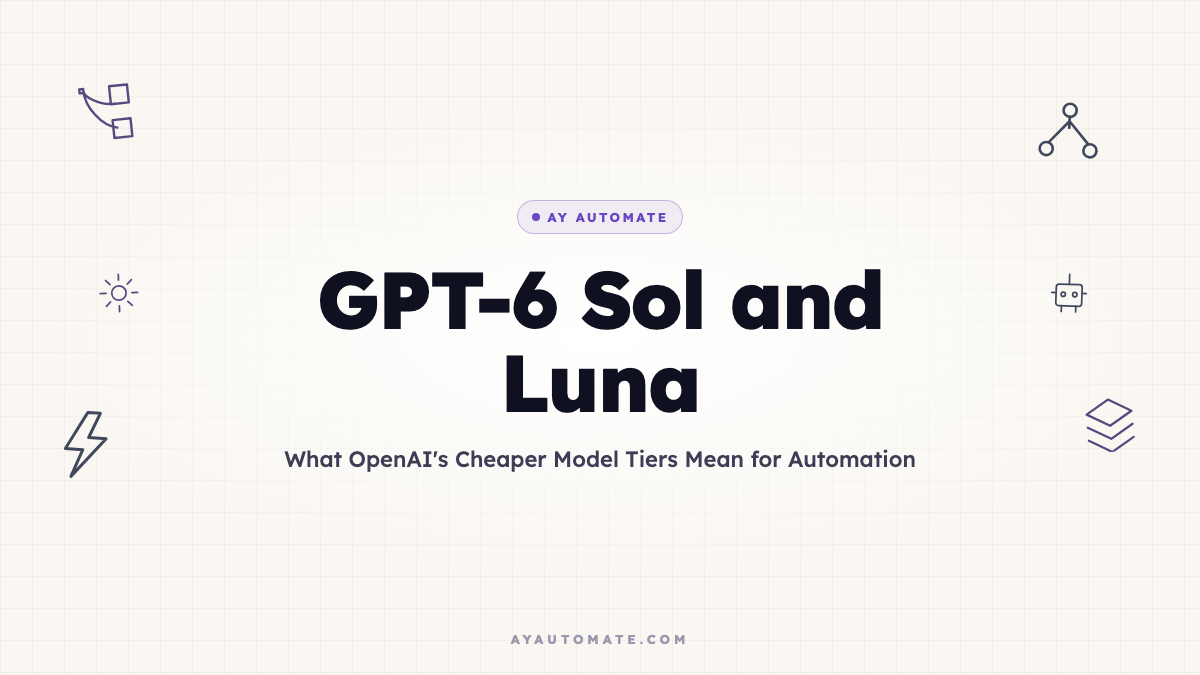 AY AUTOMATE
GPT-6 Sol and
Luna
What OpenAI's Cheaper Model Tiers Mean for Automation
AYAUTOMATE.COM